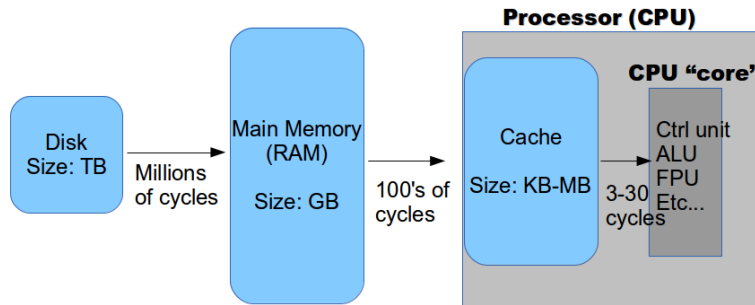 Processor (CPU)
CPU “core”
Disk
Size: TB
Millions
of cycles
Main Memory
(RAM)
Size: GB
100's of
cycles
Cache
Size: KB-MB
3-30
cycles
Ctrl unit
ALU
FPU
Etc...